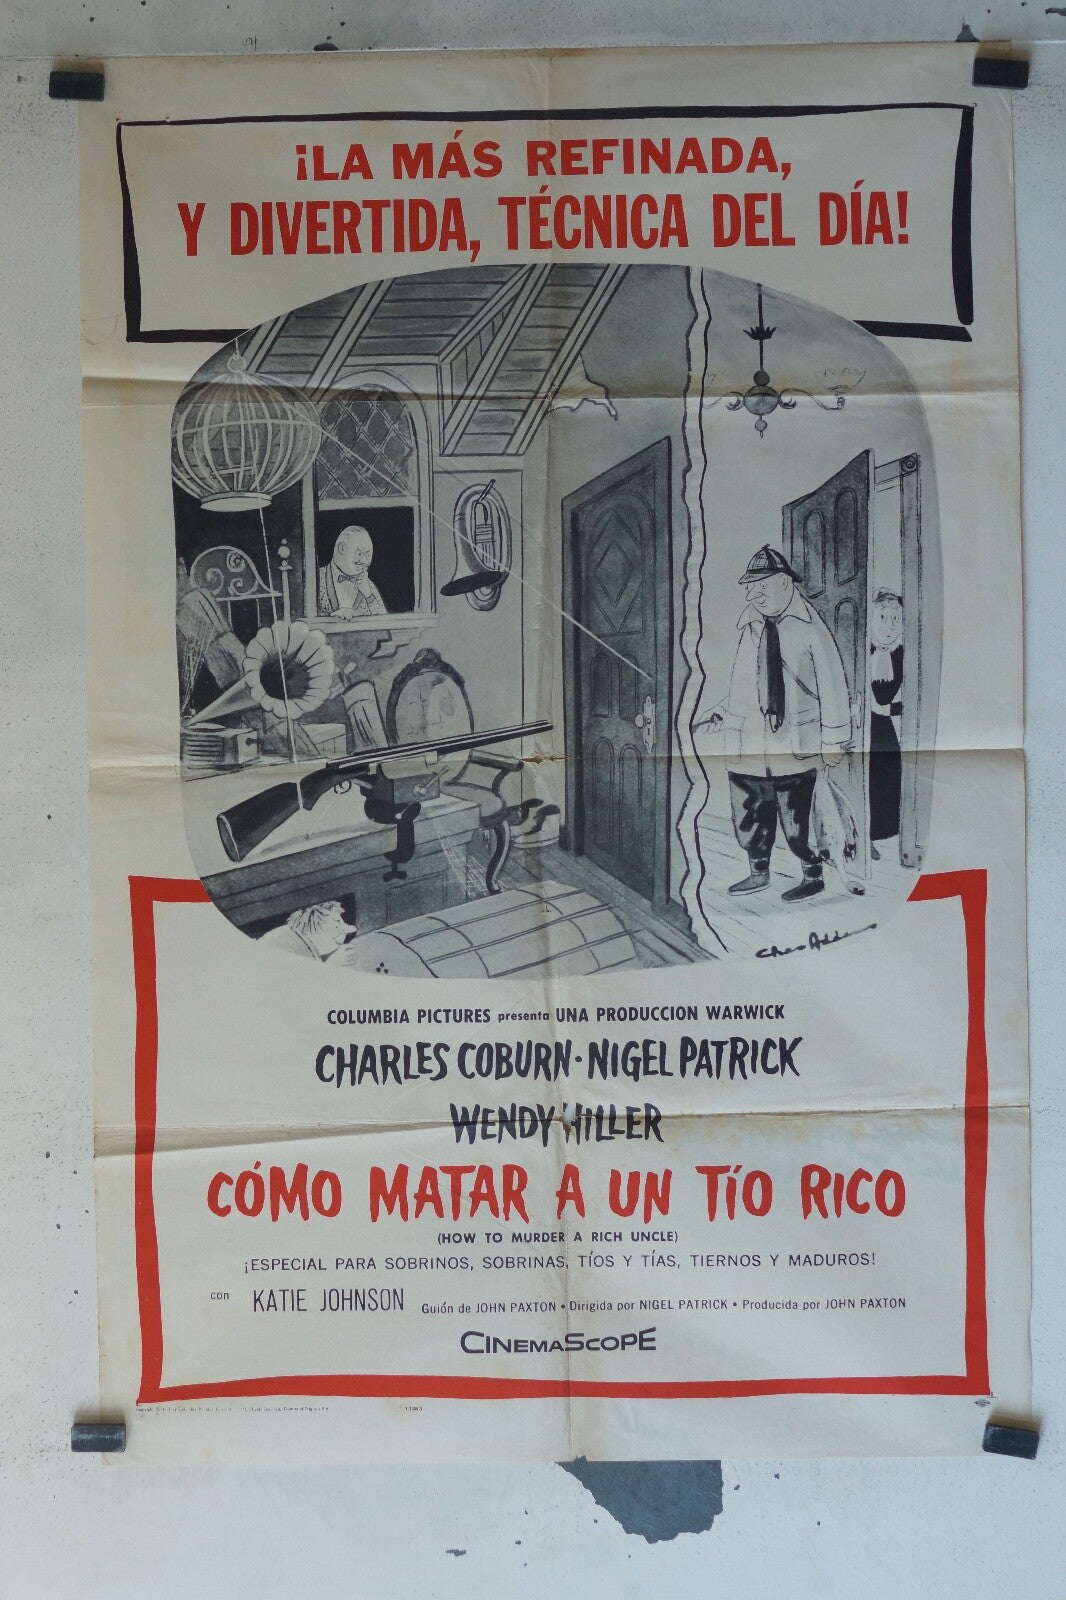 ¡LA MÁS REFINADA,
Y DIVERTIDA, TÉCNICA DEL DÍA!
Chas Addams
COLUMBIA PICTURES presenta UNA PRODUCCION WARWICK
CHARLES COBURN · NIGEL PATRICK
WENDY HILLER
CÓMO MATAR A UN TÍO RICO
(HOW TO MURDER A RICH UNCLE)
¡ESPECIAL PARA SOBRINOS, SOBRINAS, TÍOS Y TÍAS, TIERNOS Y MADUROS!
con KATIE JOHNSON Guión de JOHN PAXTON • Dirigida por NIGEL PATRICK • Producida por JOHN PAXTON
CINEMASCOPE